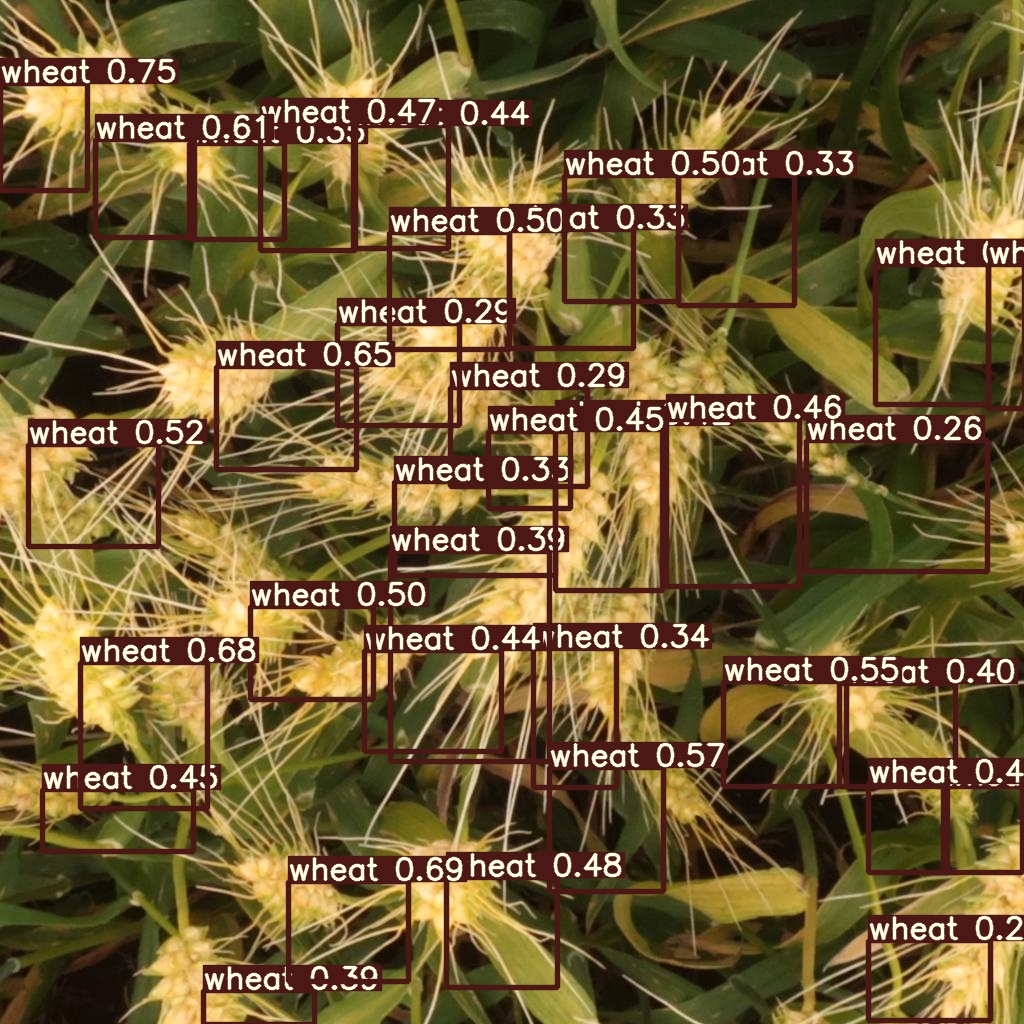 wheat 0.75
wheat 0.47
0.44
wheat 0.61
wheat 0.50
0.33
wheat 0.50
at 0.33
wheat
wheat 0.29
wheat 0.65
wheat 0.29
wheat 0.46
wheat 0.45
wheat 0.52
wheat 0.26
wheat 0.33
wheat 0.39
wheat 0.50
wheat 0.44
heat 0.34
wheat 0.68
wheat 0.55
at 0.40
wheat 0.57
wheat 0.45
wheat
wheat 0.69
heat 0.48
wheat
wheat 0.39